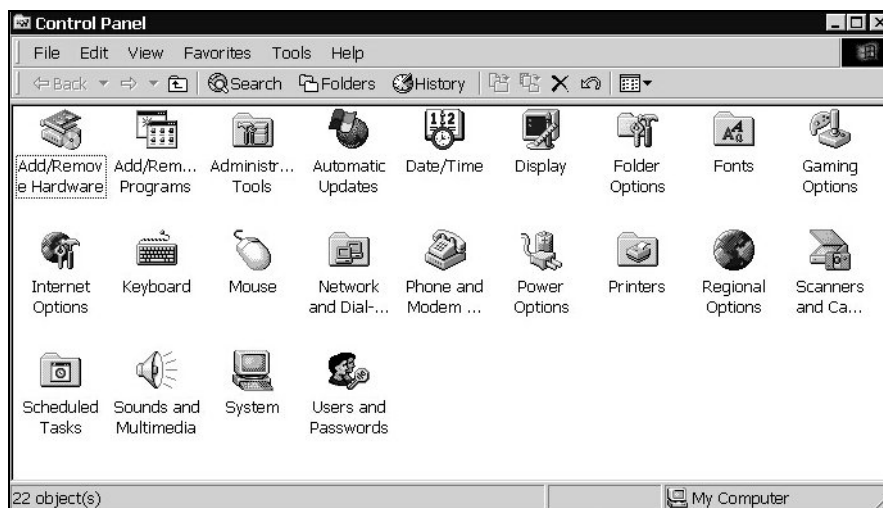 Control Panel
File Edit View Favorites Tools Help
Back Search Folders History
Add/Remov Add/Rem... Administr... Automatic Date/Time Display Folder Fonts Gaming
e Hardware Programs Tools Updates Options Options
Internet Keyboard Mouse Network Phone and Power Printers Regional Scanners
Options and Dial-... Modem ... Options Options and Ca...
Scheduled Sounds and System Users and
Tasks Multimedia Passwords
22 object(s) My Computer